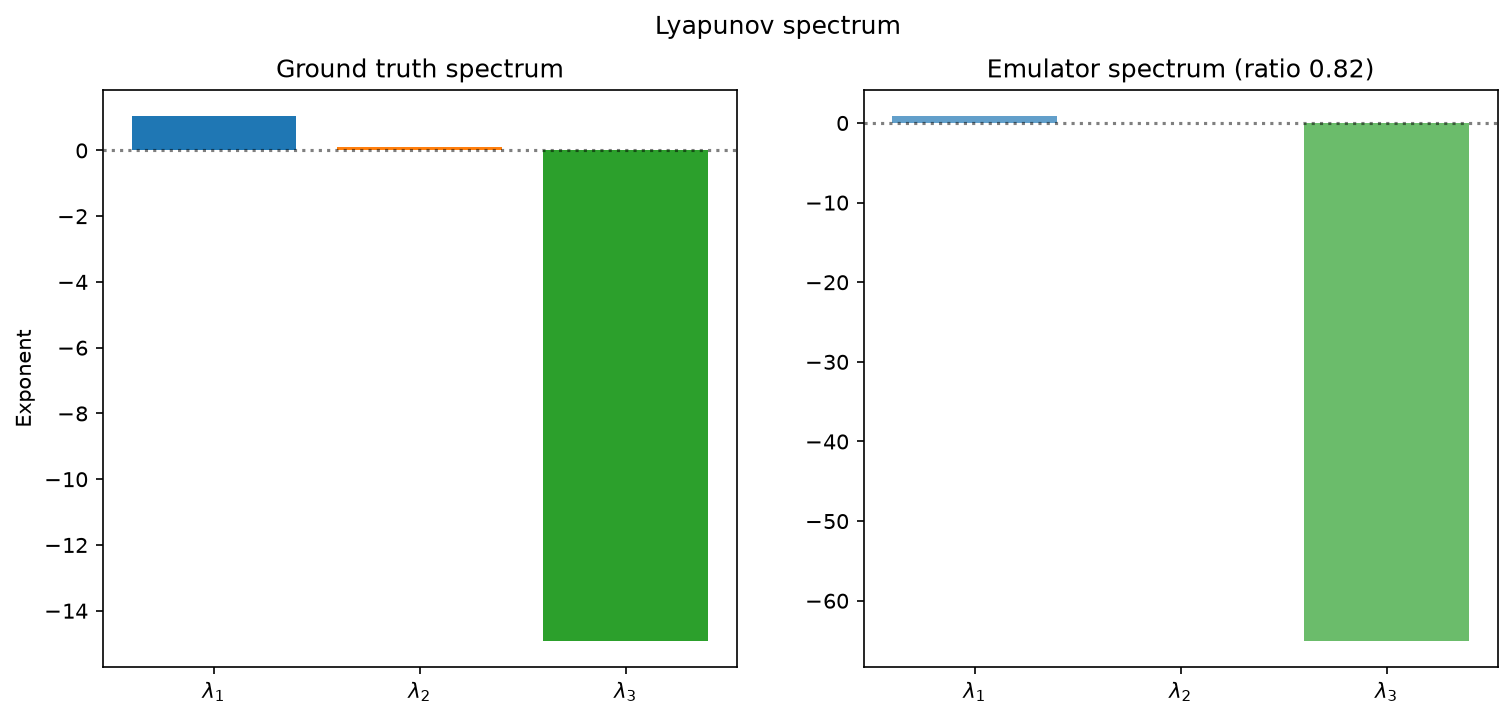 Lyapunov spectrum
Ground truth spectrum
Exponent
0
−2
−4
−6
−8
−10
−12
−14
λ₁
λ₂
λ₃
Emulator spectrum (ratio 0.82)
0
−10
−20
−30
−40
−50
−60
λ₁
λ₂
λ₃